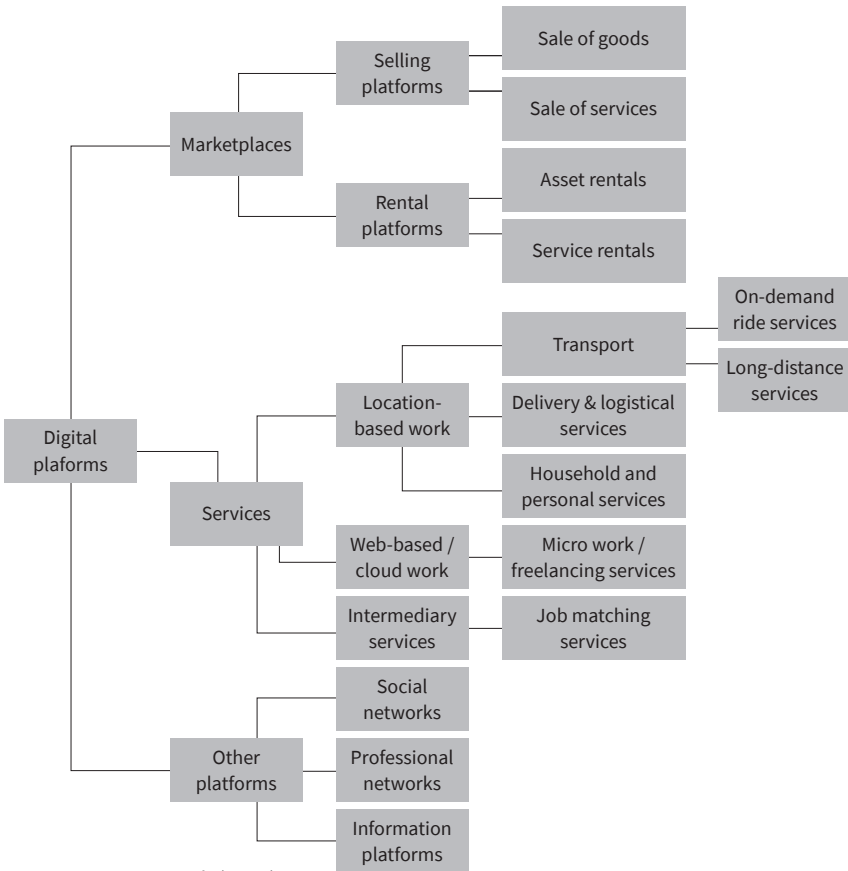 Digital
plaforms
Marketplaces
Selling
platforms
Sale of goods
Sale of services
Rental
platforms
Asset rentals
Service rentals
Services
Location-
based work
Transport
On-demand
ride services
Long-distance
services
Delivery & logistical
services
Household and
personal services
Web-based /
cloud work
Micro work /
freelancing services
Intermediary
services
Job matching
services
Other
platforms
Social
networks
Professional
networks
Information
platforms